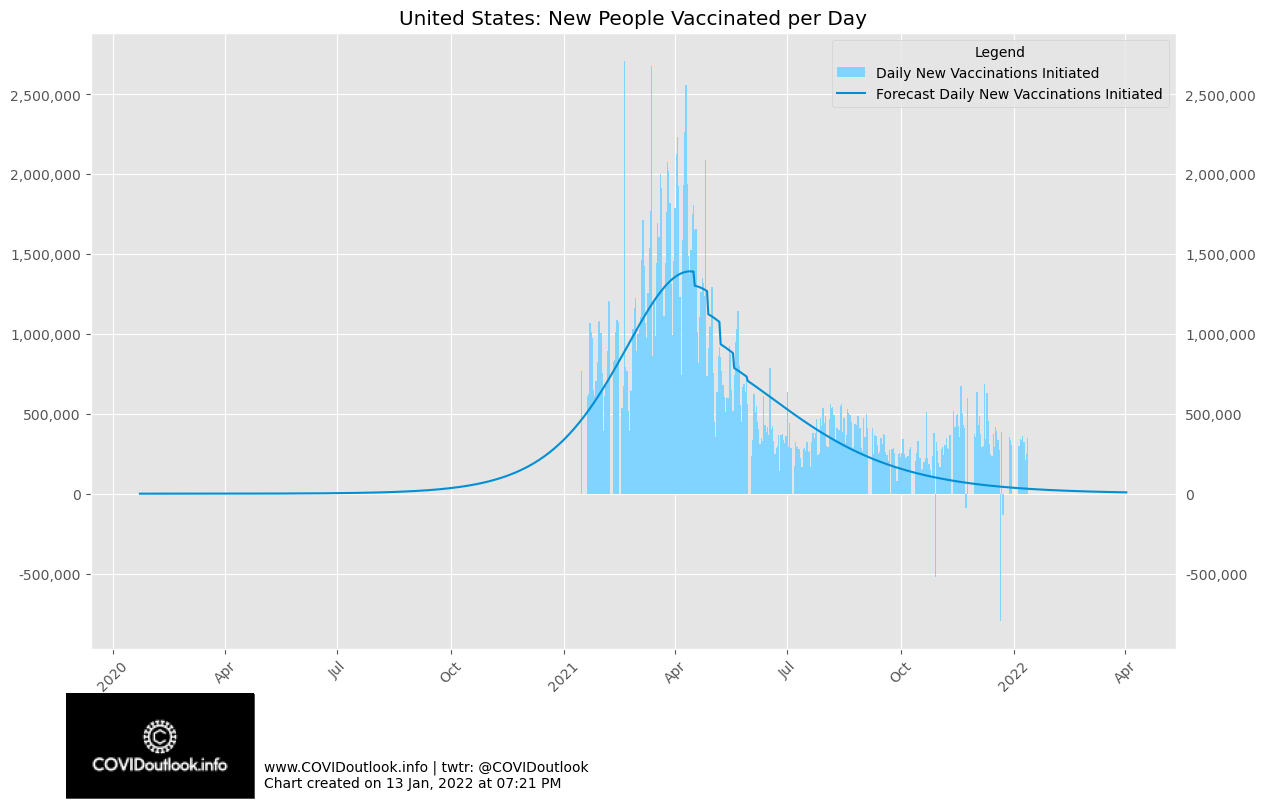 United States: New People Vaccinated per Day
Legend
Daily New Vaccinations Initiated
Forecast Daily New Vaccinations Initiated
2,500,000
2,500,000
2,000,000
2,000,000
1,500,000
1,500,000
1,000,000
1,000,000
500,000
500,000
0
0
-500,000
-500,000
2020
Apr
Jul
Oct
2021
Apr
Jul
Oct
2022
Apr
COVIDoutlook.info
www.COVIDoutlook.info | twtr: @COVIDoutlook
Chart created on 13 Jan, 2022 at 07:21 PM